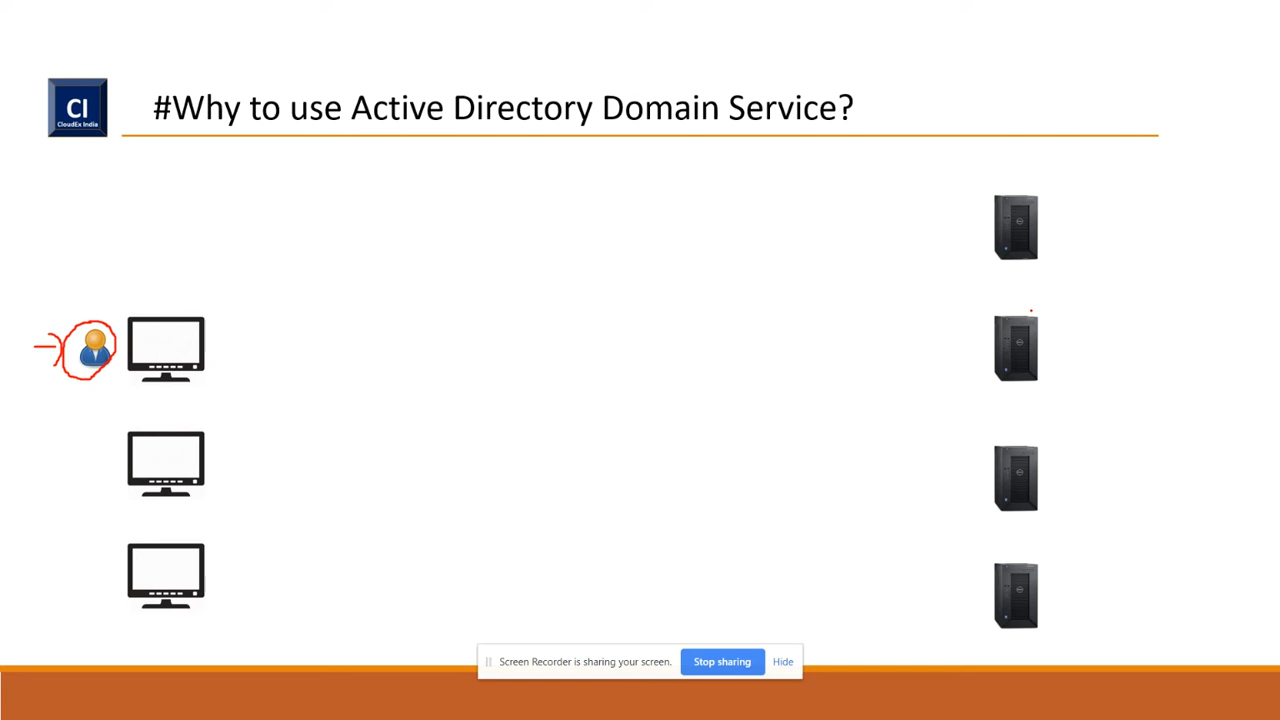 CI
CloudEx India
#Why to use Active Directory Domain Service?
Screen Recorder is sharing your screen.
Stop sharing
Hide